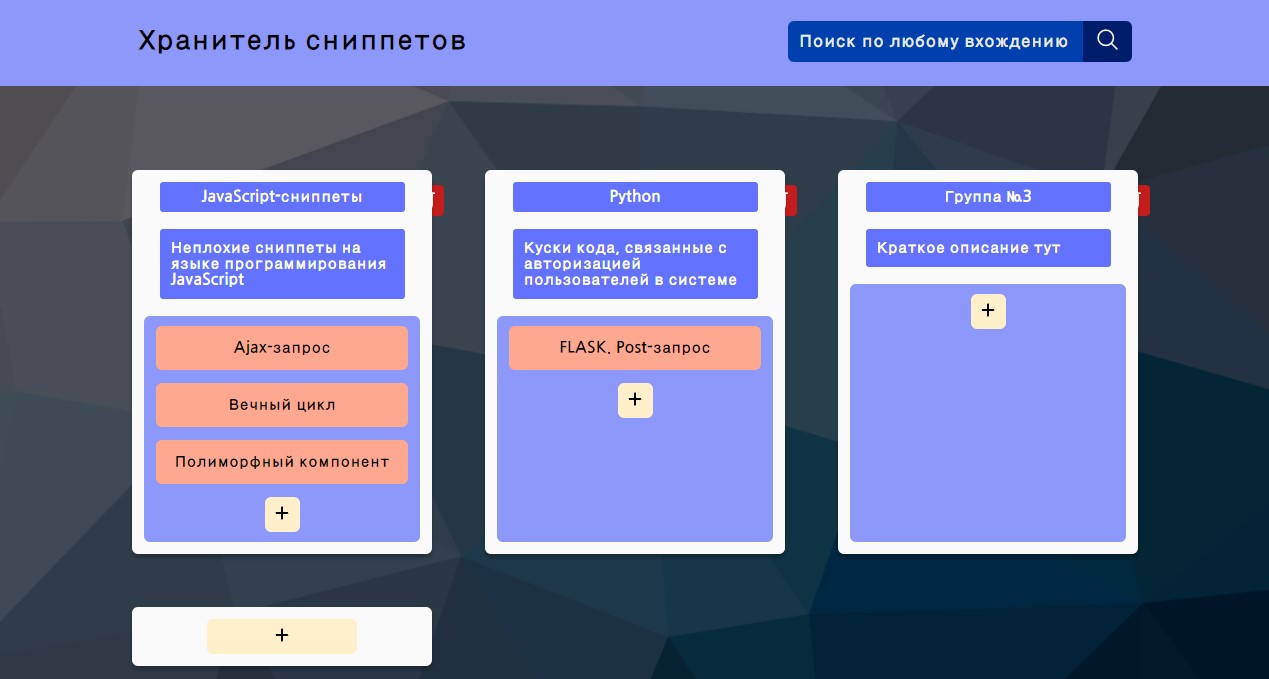 Хранитель сниппетов
Поиск по любому вхождению
JavaScript-сниппеты
Неплохие сниппеты на
языке программирования
JavaScript
Ajax-запрос
Вечный цикл
Полиморфный компонент
+
Python
Куски кода, связанные с
авторизацией
пользователей в системе
FLASK. Post-запрос
+
Группа №3
Краткое описание тут
+
+